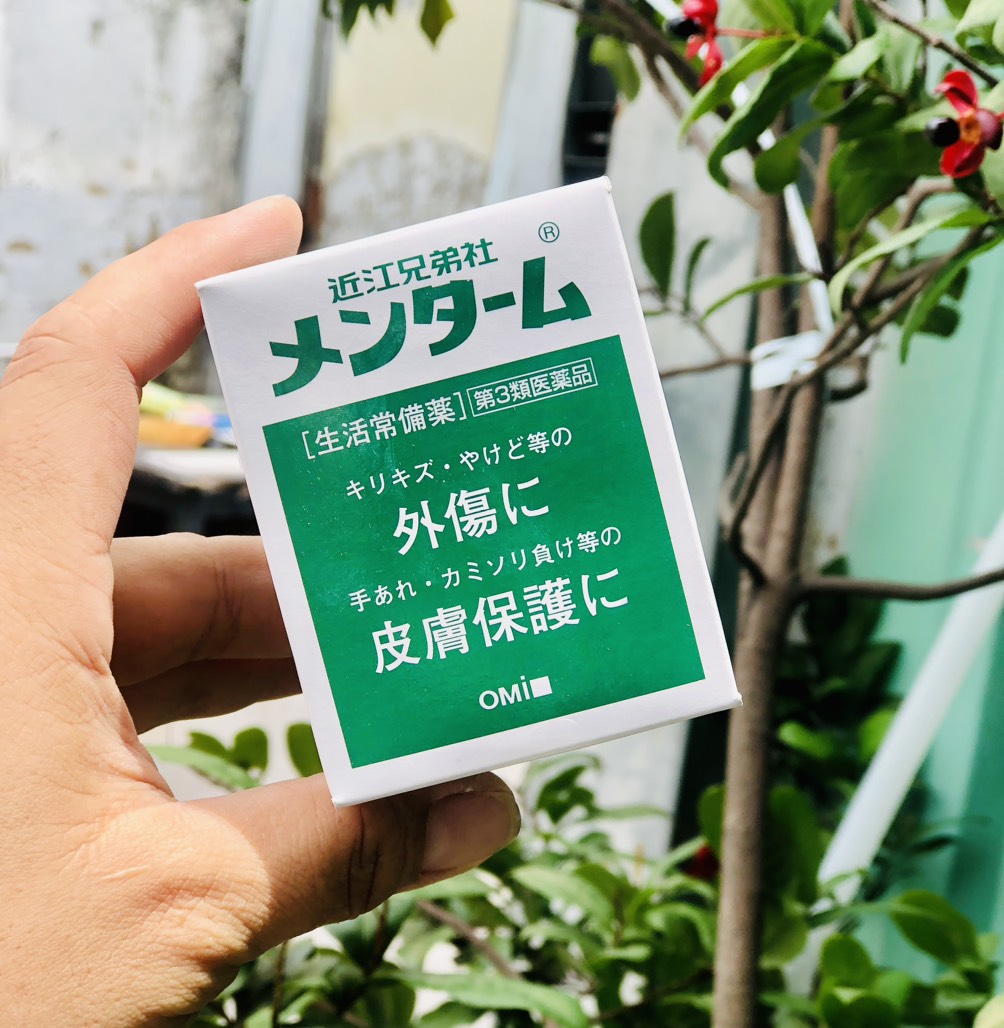 近江兄弟社
®
メンターム
[生活常備薬] 第3類医薬品
キリキズ・やけど等の
外傷に
手あれ・カミソリ負け等の
皮膚保護に
OMi